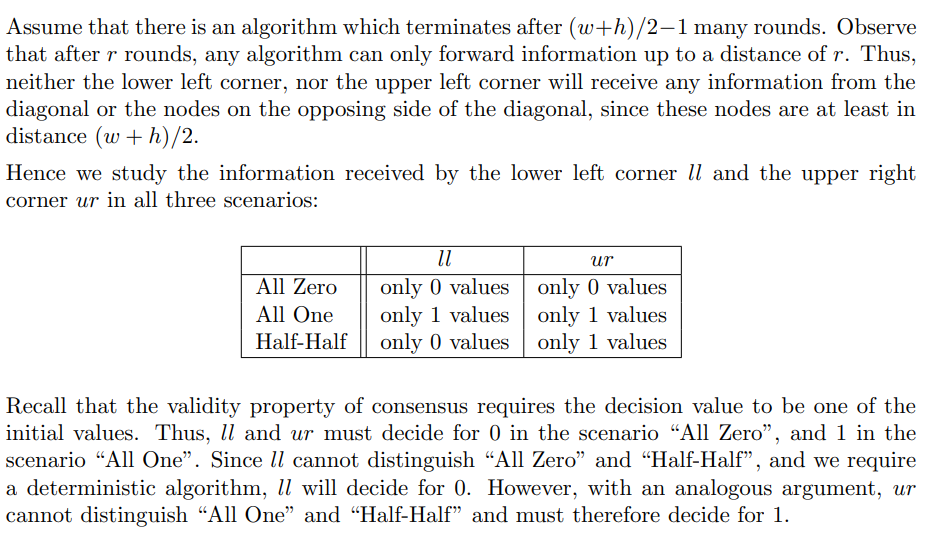 Assume that there is an algorithm which terminates after (w+h)/2−1 many rounds. Observe
that after r rounds, any algorithm can only forward information up to a distance of r. Thus,
neither the lower left corner, nor the upper left corner will receive any information from the
diagonal or the nodes on the opposing side of the diagonal, since these nodes are at least in
distance (w + h)/2.
Hence we study the information received by the lower left corner ll and the upper right
corner ur in all three scenarios:
ll ur
All Zero only 0 values only 0 values
All One only 1 values only 1 values
Half-Half only 0 values only 1 values
Recall that the validity property of consensus requires the decision value to be one of the
initial values. Thus, ll and ur must decide for 0 in the scenario “All Zero”, and 1 in the
scenario “All One”. Since ll cannot distinguish “All Zero” and “Half-Half”, and we require
a deterministic algorithm, ll will decide for 0. However, with an analogous argument, ur
cannot distinguish “All One” and “Half-Half” and must therefore decide for 1.